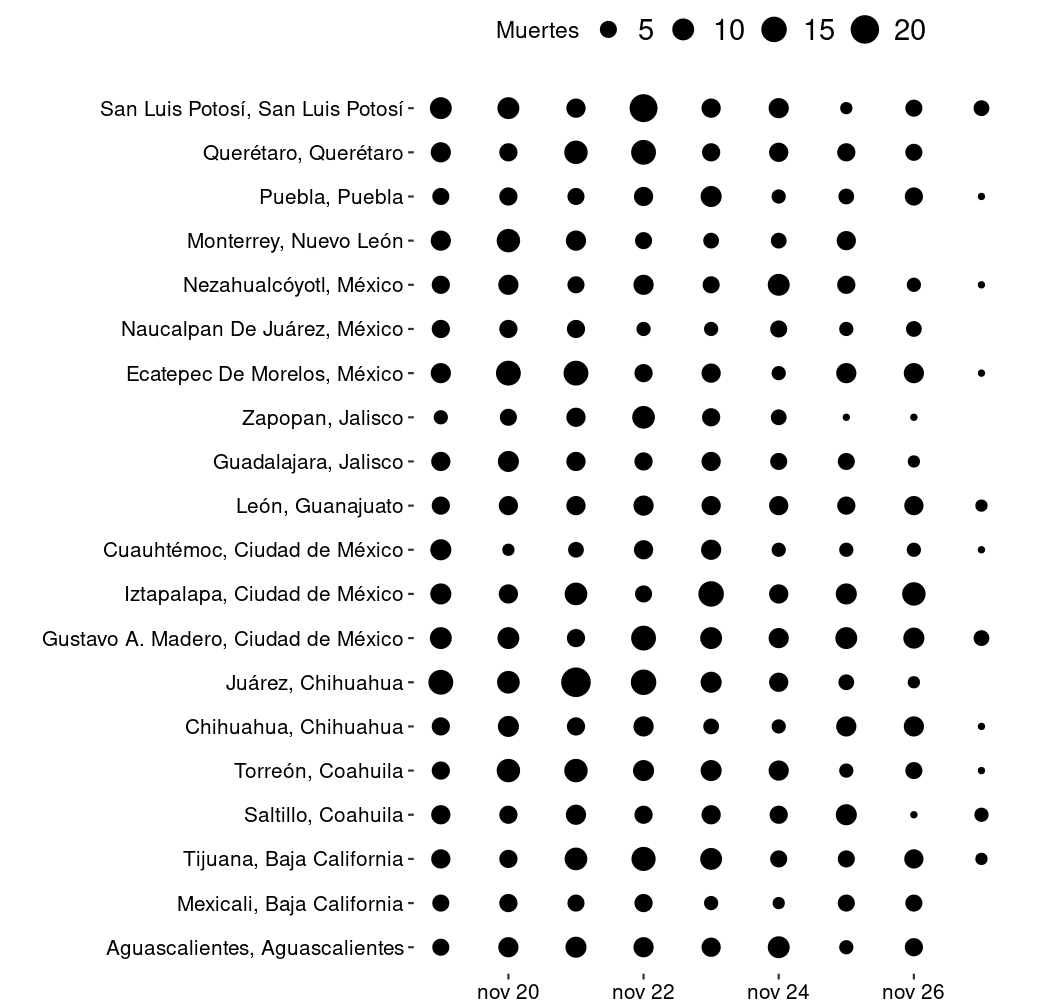 Muertes 5 10 15 20
San Luis Potosí, San Luis Potosí
Querétaro, Querétaro
Puebla, Puebla
Monterrey, Nuevo León
Nezahualcóyotl, México
Naucalpan De Juárez, México
Ecatepec De Morelos, México
Zapopan, Jalisco
Guadalajara, Jalisco
León, Guanajuato
Cuauhtémoc, Ciudad de México
Iztapalapa, Ciudad de México
Gustavo A. Madero, Ciudad de México
Juárez, Chihuahua
Chihuahua, Chihuahua
Torreón, Coahuila
Saltillo, Coahuila
Tijuana, Baja California
Mexicali, Baja California
Aguascalientes, Aguascalientes
nov 20 nov 22 nov 24 nov 26